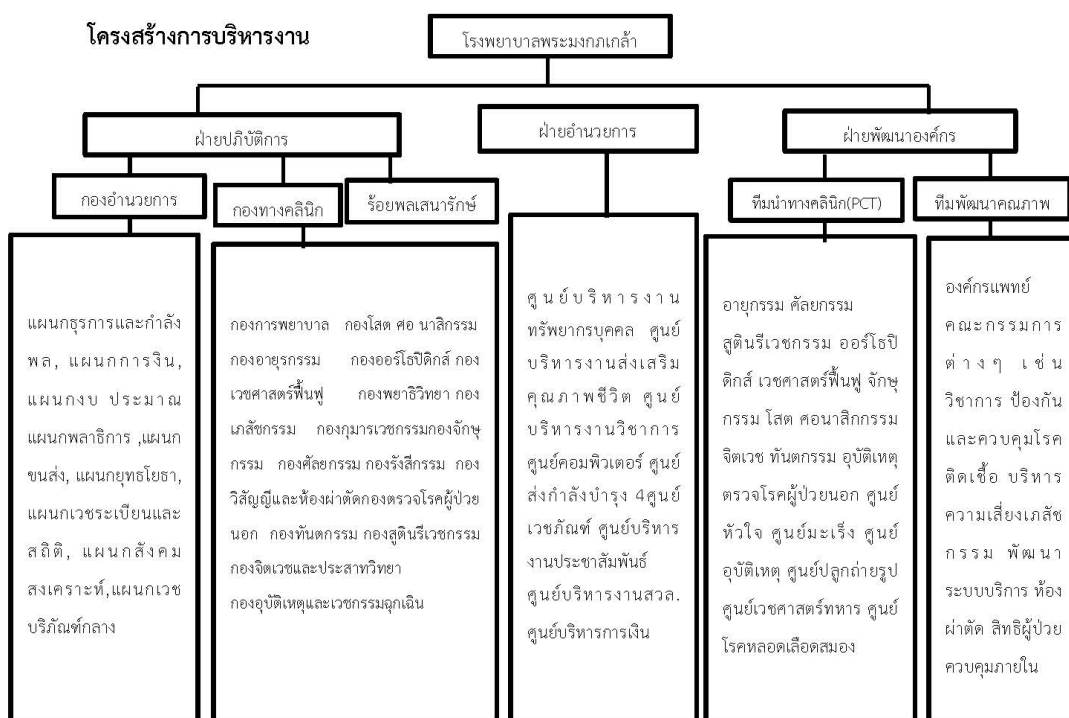 โครงสร้างการบริหารงาน
โรงพยาบาลพระมงกภเกล้า
ฝ่ายปภิบัติการ
ฝ่ายอำนวยการ
ฝ่ายพัฒนาองค์กร
กองอำนวยการ
กองทางคลินิก
ร้อยพลเสนารักษ์
ทีมนำทางคลินิก(PCT)
ทีมพัฒนาคณภาพ
แผนกธุรการและกำลัง
พล, แผนกการเงิน,
แผนกงบ ประมาณ
แผนกพลาธิการ ,แผนก
ขนส่ง, แผนกยุทธโยธา,
แผนกเวชระเบียนและ
สถิติ, แผนกสังคม
สงเคราะห์,แผนกเวช
บริภัณฑ์กลาง
กองการพยาบาล กองโสต ศอ นาสิกรรม
กองอายุรกรรม กองออร์โธปิดิกส์ กอง
เวชศาสตร์ฟื้นฟู กองพยาธิวิทยา กอง
เภสัชกรรม กองกุมารเวชกรรมกองจักษุ
กรรม กองศัลยกรรม กองรังสีกรรม กอง
วิสัญญีและห้องผ่าตัดกองตรวจโรคผู้ป่วย
นอก กองทันตกรรม กองสูตินรีเวชกรรม
กองจิตเวชและประสาทวิทยา
กองอุบัติเหตุและเวชกรรมฉุกเฉิน
ศูนย์บริหารงาน
ทรัพยากรบุคคล ศูนย์
บริหารงานส่งเสริม
คุณภาพชีวิต ศูนย์
บริหารงานวิชาการ
ศูนย์คอมพิวเตอร์ ศูนย์
ส่งกำลังบำรุง 4ศูนย์
เวชภัณฑ์ ศูนย์บริหาร
งานประชาสัมพันธ์
ศูนย์บริหารงานสวล.
ศูนย์บริหารการเงิน
อายุกรรม ศัลยกรรม
สูตินรีเวชกรรม ออร์โธปิ
ดิกส์ เวชศาสตร์ฟื้นฟู จักษุ
กรรม โสต ศอนาสิกกรรม
จิตเวช ทันตกรรม อุบัติเหตุ
ตรวจโรคผู้ป่วยนอก ศูนย์
หัวใจ ศูนย์มะเร็ง ศูนย์
อุบัติเหตุ ศูนย์ปลูกถ่ายรูป
ศูนย์เวชศาสตร์ทหาร ศูนย์
โรคหลอดเลือดสมอง
องค์กรแพทย์
คณะกรรมการ
ต่างๆ เช่น
วิชาการ ป้องกัน
และควบคุมโรค
ติดเชื้อ บริหาร
ความเสี่ยงเภสัช
กรรม พัฒนา
ระบบบริการ ห้อง
ผ่าตัด สิทธิผู้ป่วย
ควบคุมภายใน